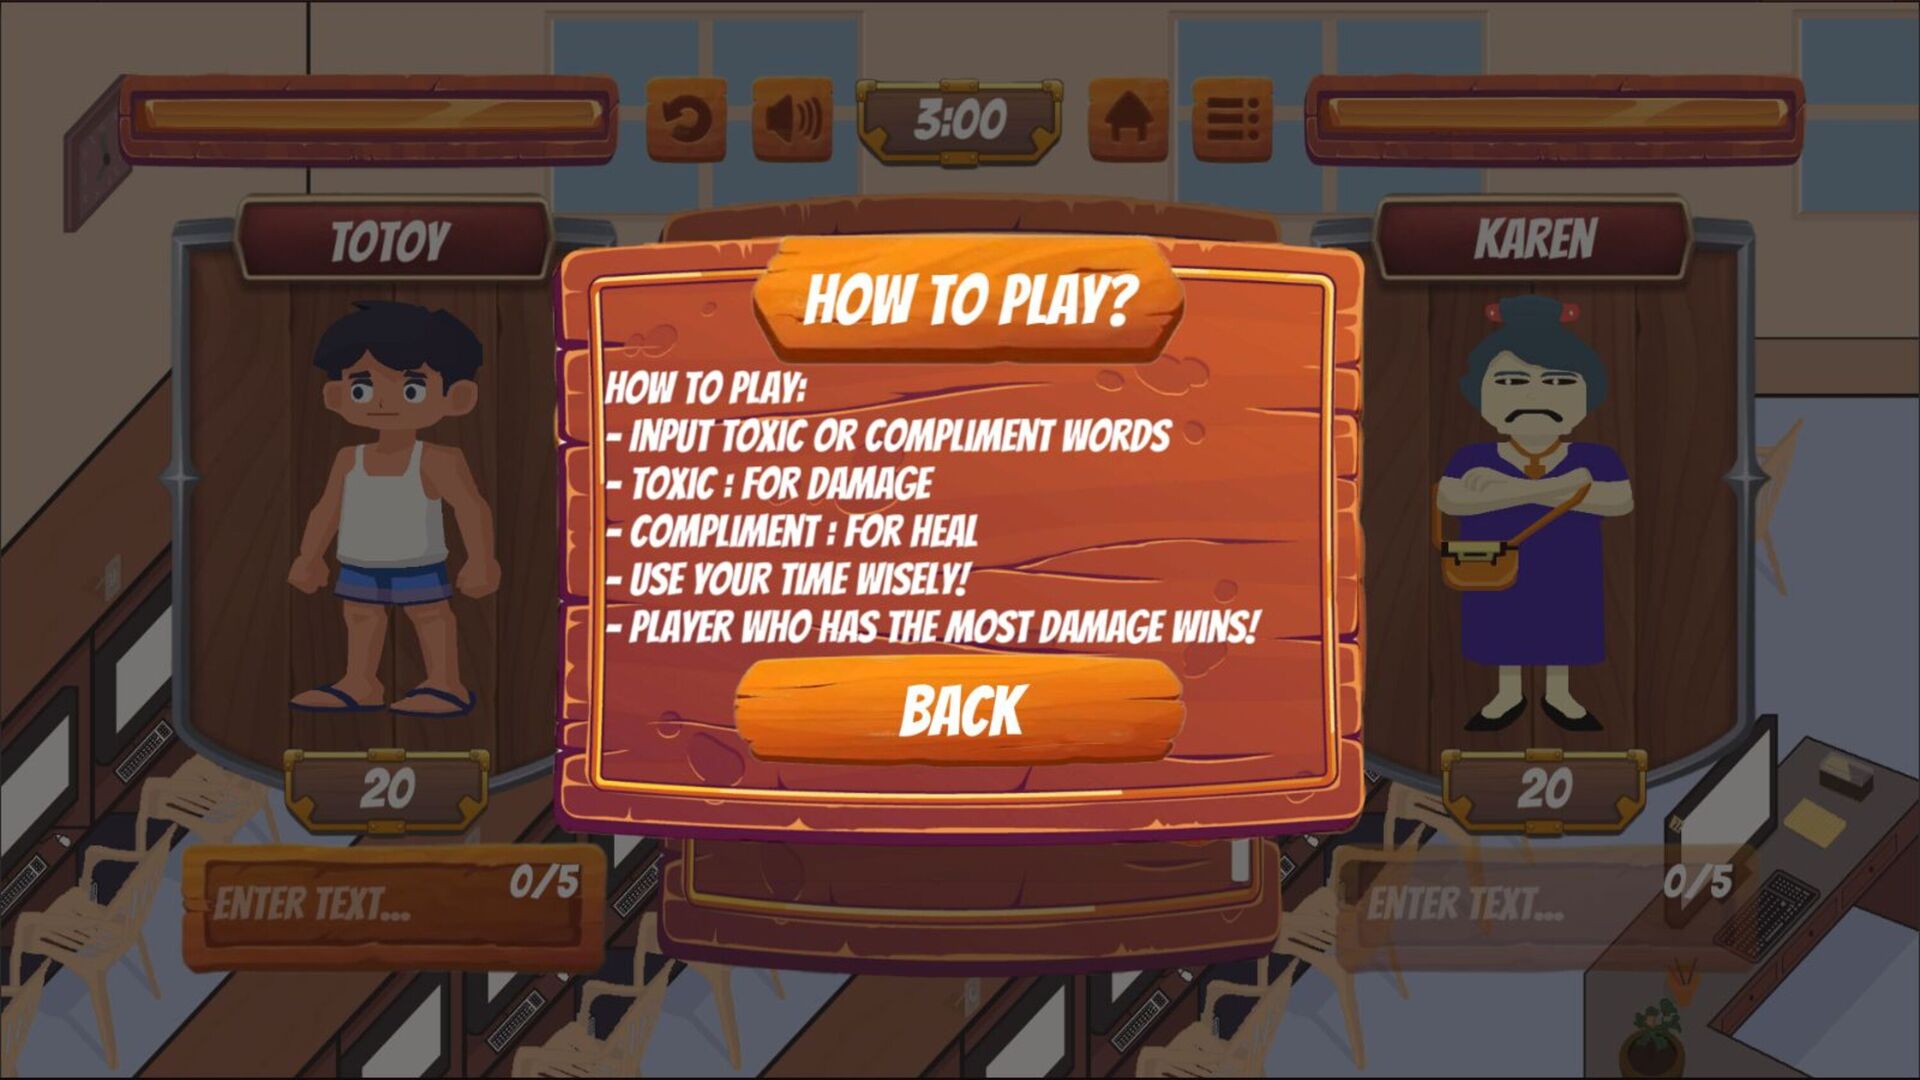 3:00
TOTOY
KAREN
HOW TO PLAY?
HOW TO PLAY:
- INPUT TOXIC OR COMPLIMENT WORDS
- TOXIC : FOR DAMAGE
- COMPLIMENT : FOR HEAL
- USE YOUR TIME WISELY!
- PLAYER WHO HAS THE MOST DAMAGE WINS!
BACK
20
20
ENTER TEXT...
0/5
ENTER TEXT...
0/5